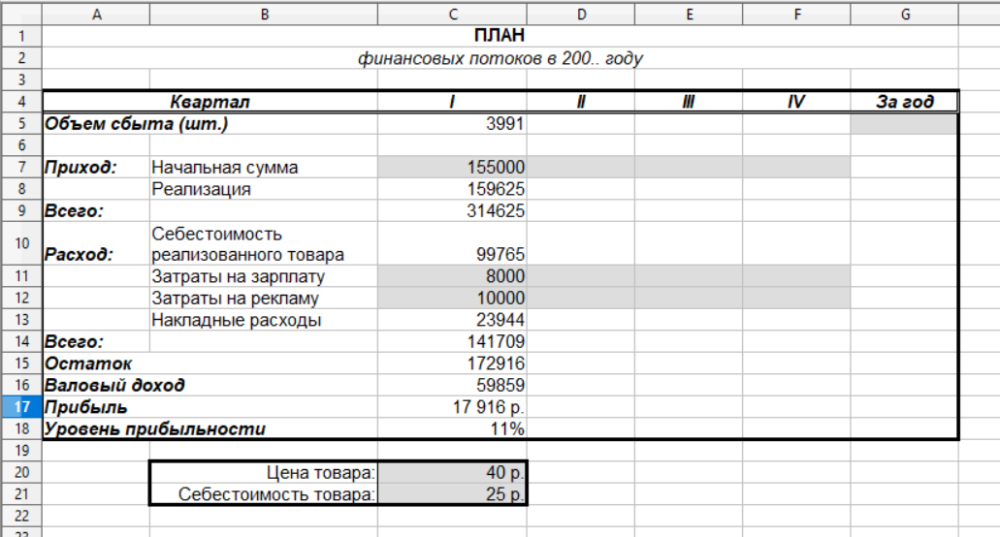 A B C D E F G
1 ПЛАН
2 финансовых потоков в 200.. году
3
4 Квартал I II III IV За год
5 Объем сбыта (шт.) 3991
6
7 Приход: Начальная сумма 155000
8 Реализация 159625
9 Всего: 314625
Себестоимость
10 Расход: реализованного товара 99765
11 Затраты на зарплату 8000
12 Затраты на рекламу 10000
13 Накладные расходы 23944
14 Всего: 141709
15 Остаток 172916
16 Валовый доход 59859
17 Прибыль 17 916 р.
18 Уровень прибыльности 11%
19
20 Цена товара: 40 р.
21 Себестоимость товара: 25 р.
22
23